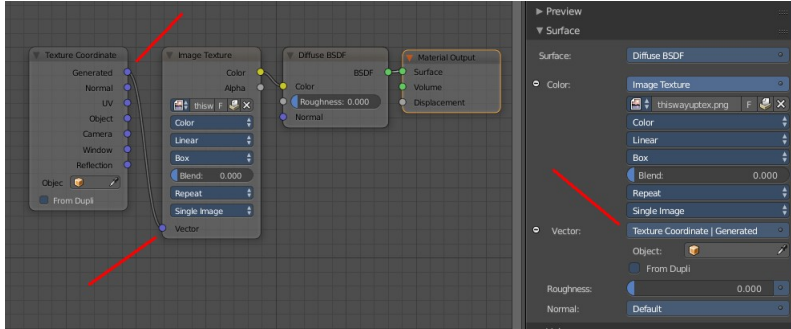 Texture Coordinate
Generated
Normal
UV
Object
Camera
Window
Reflection
Objec
From Dupli
Image Texture
Color
Alpha
thisw F
Color
Linear
Box
Blend: 0.000
Repeat
Single Image
Vector
Diffuse BSDF
BSDF
Color
Roughness: 0.000
Normal
Material Output
Surface
Volume
Displacement
Preview
Surface
Surface: Diffuse BSDF
Color: Image Texture
thiswayuptex.png F
Color
Linear
Box
Blend: 0.000
Repeat
Single Image
Vector: Texture Coordinate | Generated
Object:
From Dupli
Roughness: 0.000
Normal: Default